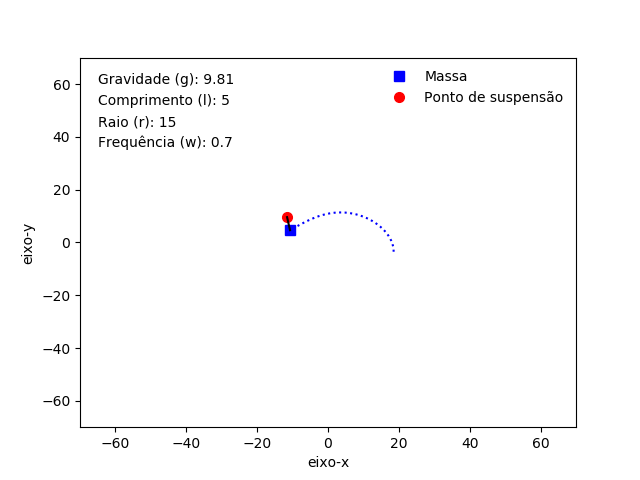 Gravidade (g): 9.81
Comprimento (l): 5
Raio (r): 15
Frequência (w): 0.7
Massa
Ponto de suspensão
60
40
20
0
−20
−40
−60
eixo-y
−60
−40
−20
0
20
40
60
eixo-x